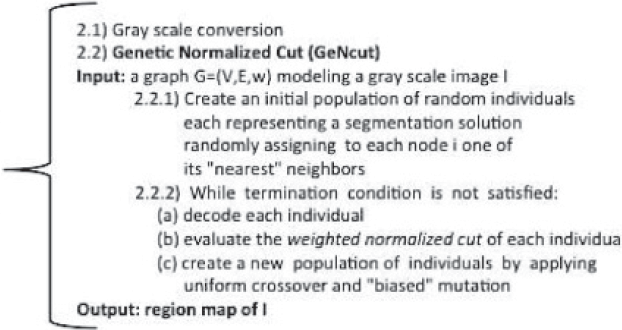 2.1) Gray scale conversion
2.2) Genetic Normalized Cut (GeNcut)
Input: a graph G=(V,E,w) modeling a gray scale image I
2.2.1) Create an initial population of random individuals
each representing a segmentation solution
randomly assigning to each node i one of
its "nearest" neighbors
2.2.2) While termination condition is not satisfied:
(a) decode each individual
(b) evaluate the weighted normalized cut of each individua
(c) create a new population of individuals by applying
uniform crossover and "biased" mutation
Output: region map of I